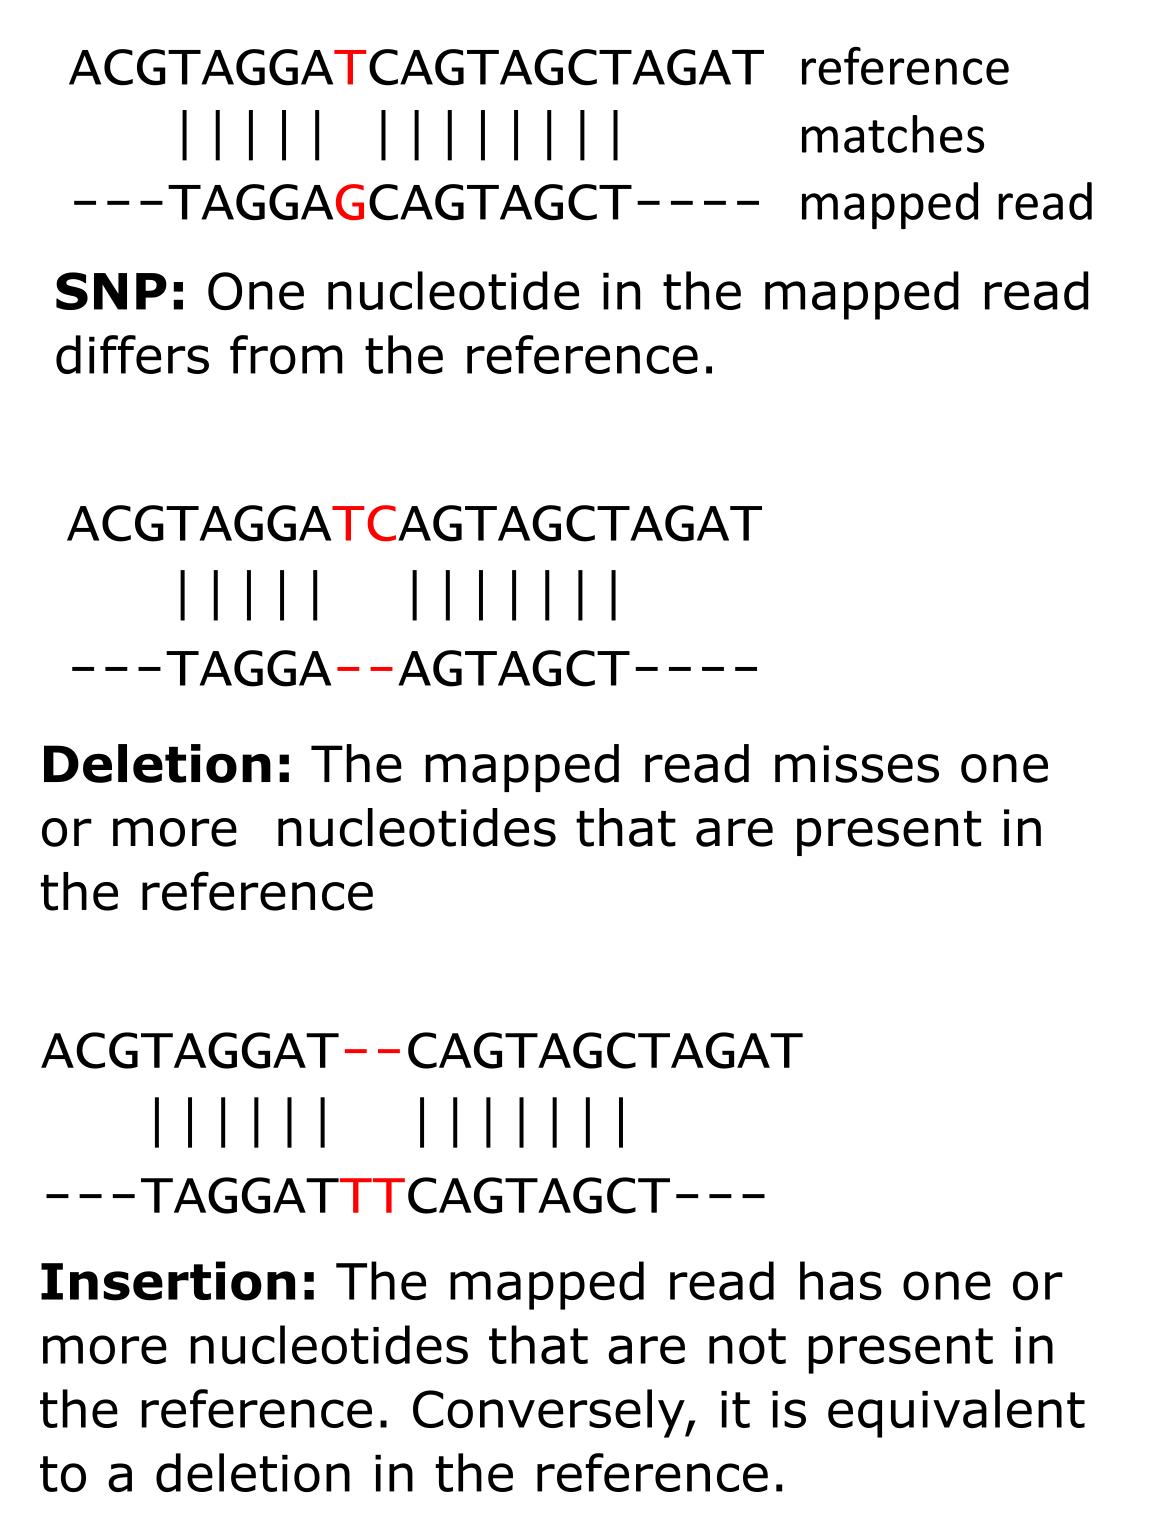 ACGTAGGATCAGTAGCTAGAT reference
||||| |||||||| matches
---TAGGAGCAGTAGCT---- mapped read
SNP: One nucleotide in the mapped read
differs from the reference.
ACGTAGGATCAGTAGCTAGAT
||||| |||||||
---TAGGA--AGTAGCT----
Deletion: The mapped read misses one
or more  nucleotides that are present in
the reference
ACGTAGGAT--CAGTAGCTAGAT
|||||| |||||||
---TAGGATTTCAGTAGCT---
Insertion: The mapped read has one or
more nucleotides that are not present in
the reference. Conversely, it is equivalent
to a deletion in the reference.